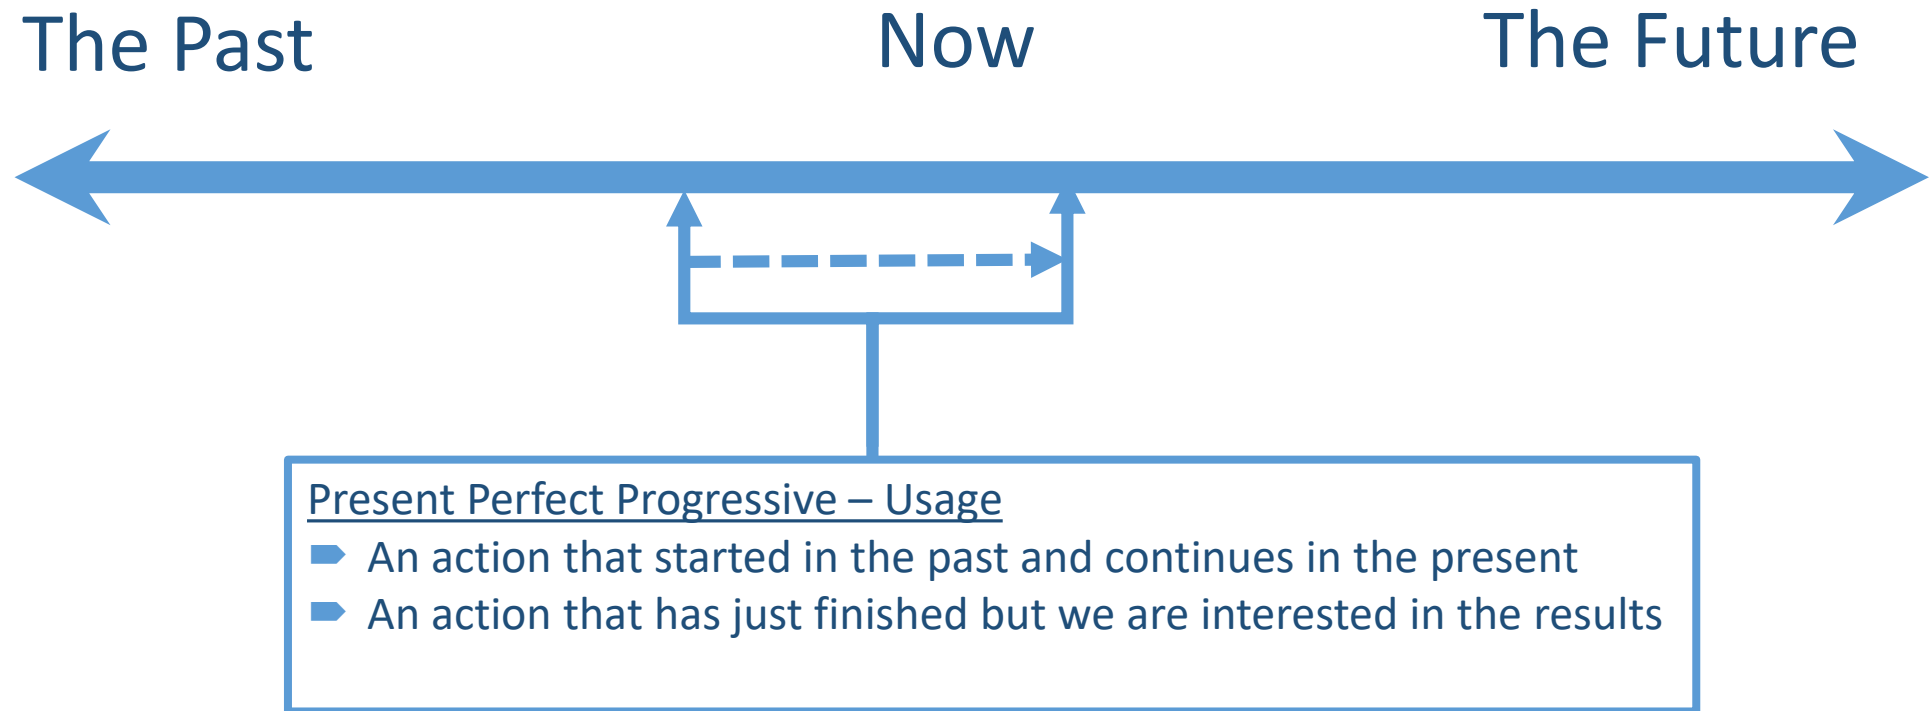 The Past Now The Future
Present Perfect Progressive – Usage
An action that started in the past and continues in the present
An action that has just finished but we are interested in the results